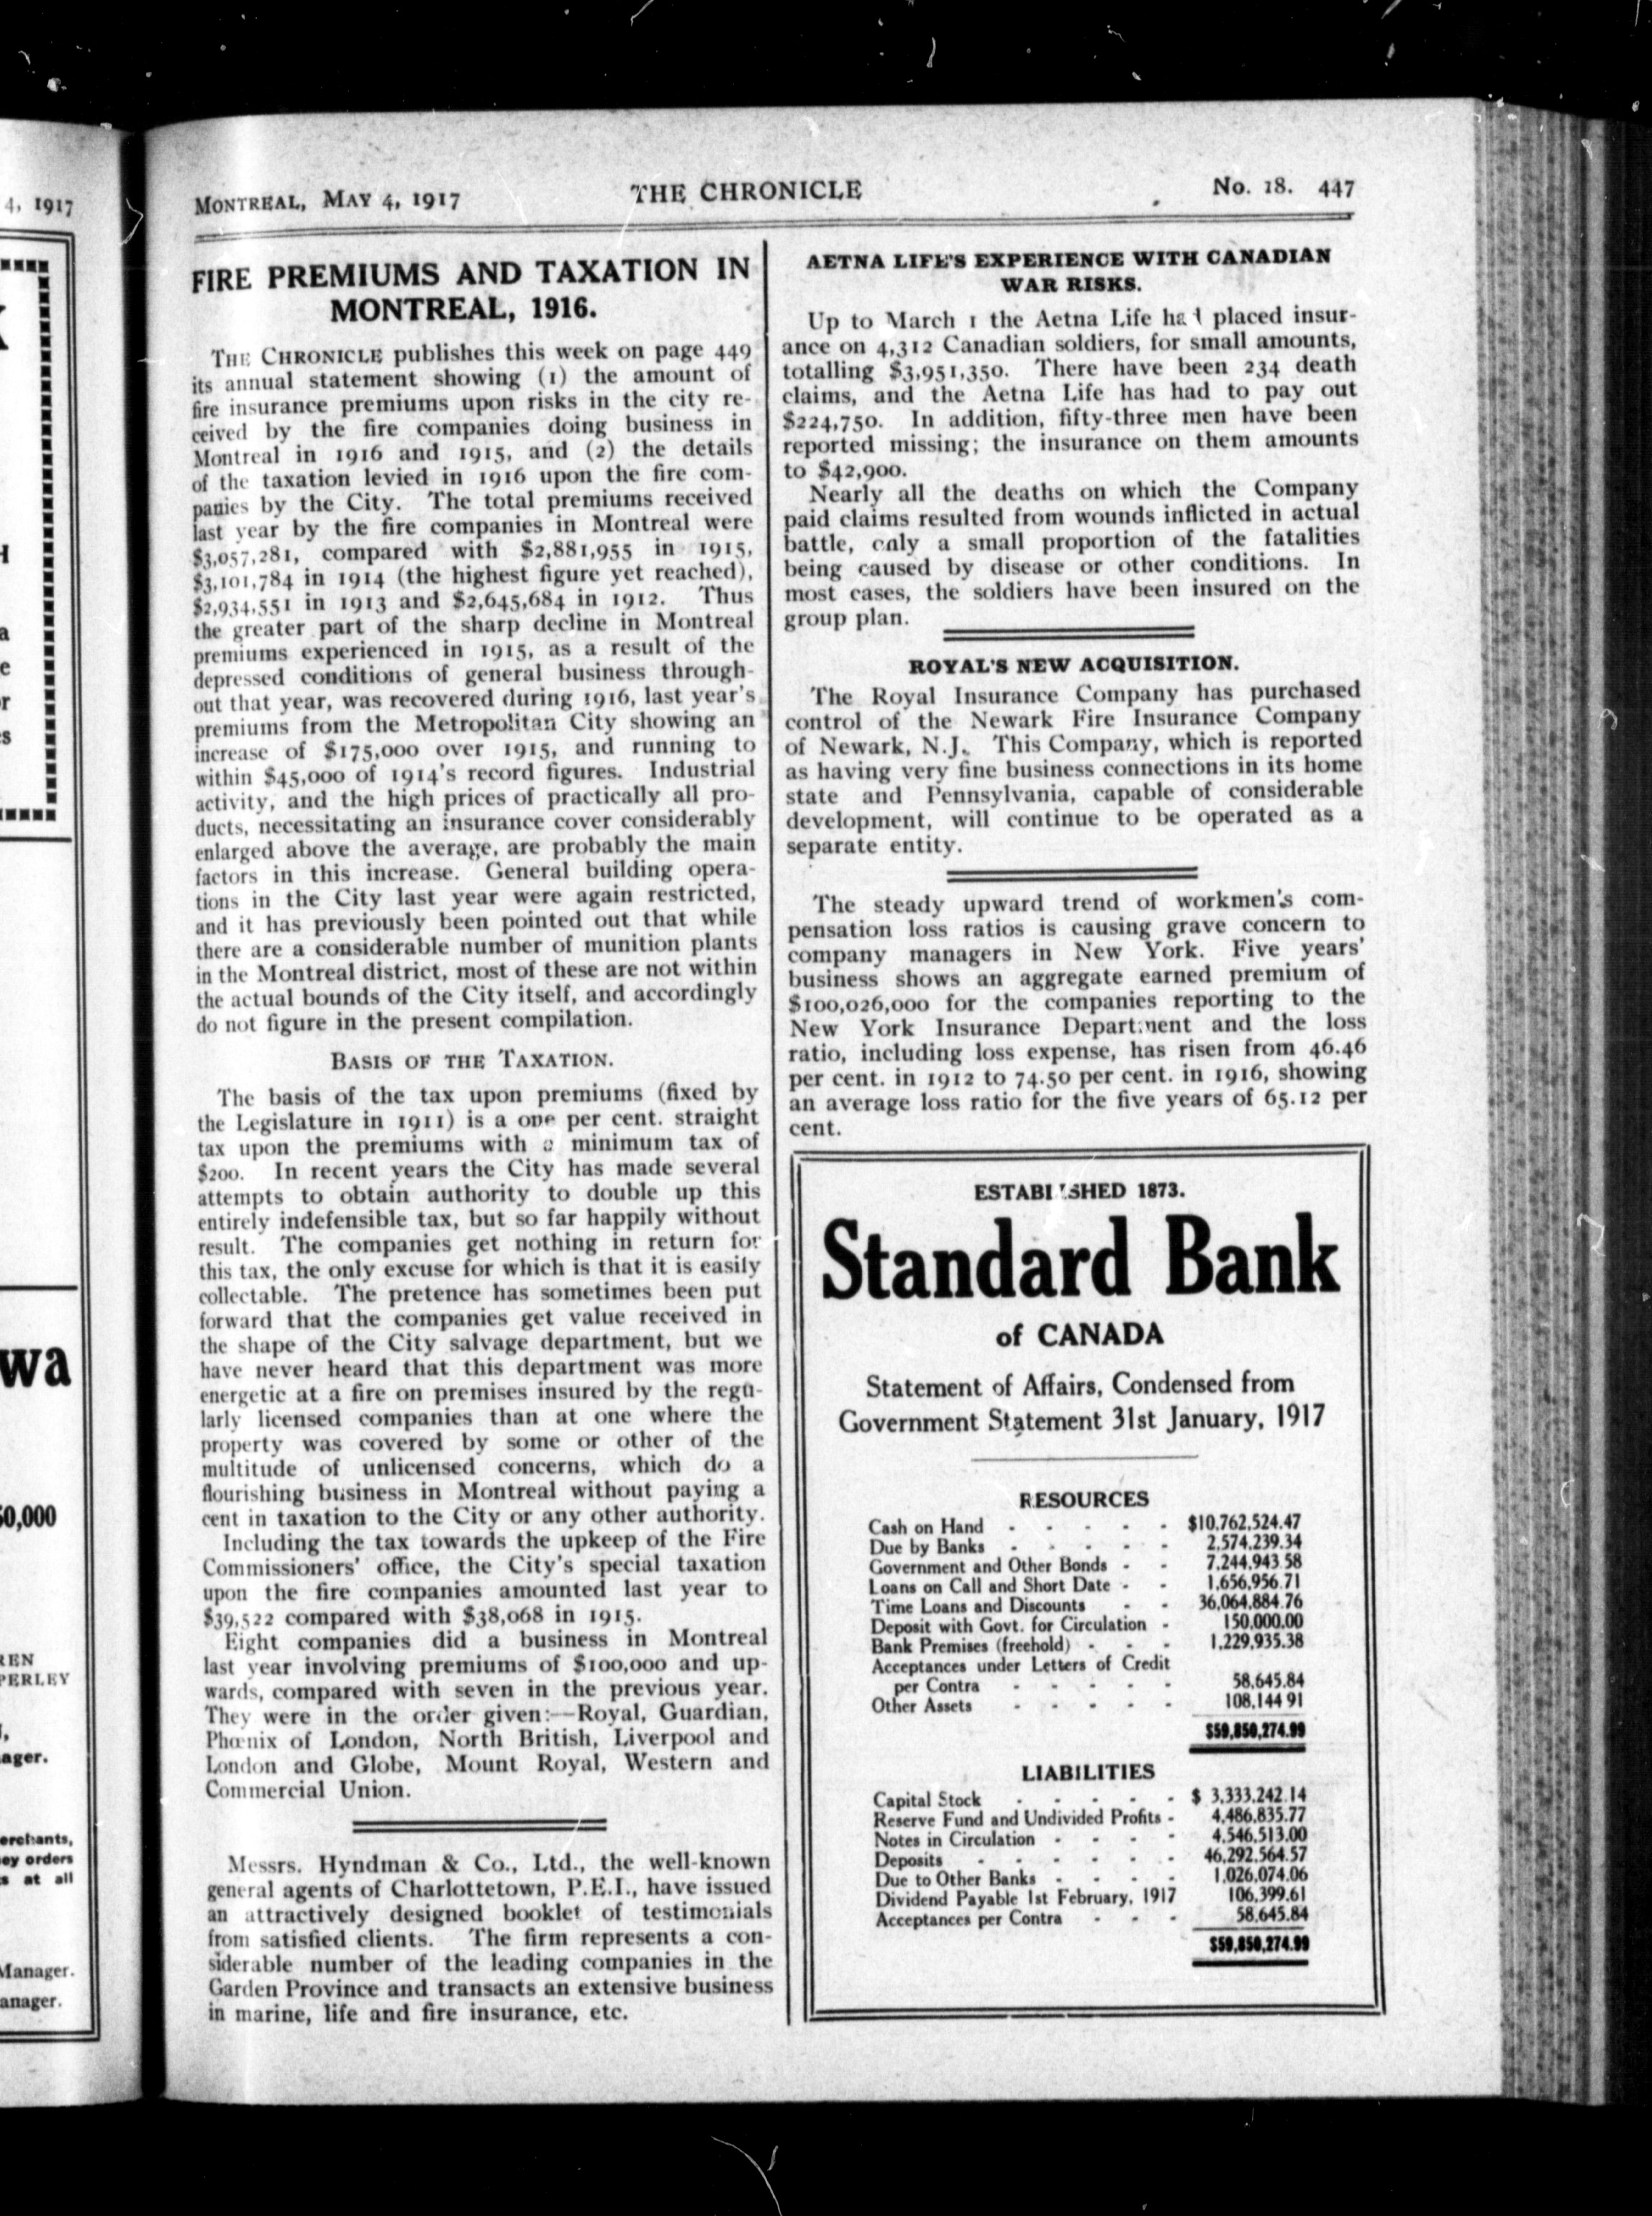 4, 1917
wa
50,000
PERLEY
ager.
erchants,
ey orders
s at all
Manager.
anager.
MONTREAL, MAY 4, 1917
THE CHRONICLE
No. 18. 447
FIRE PREMIUMS AND TAXATION IN
MONTREAL, 1916.
THE CHRONICLE publishes this week on page 449
its annual statement showing (1) the amount of
fire insurance premiums upon risks in the city re-
ceived by the fire companies doing business in
Montreal in 1916 and 1915, and (2) the details
of the taxation levied in 1916 upon the fire com-
panies by the City. The total premiums received
last year by the fire companies in Montreal were
$3,057,281, compared with $2,881,955 in 1915,
$3,101,784 in 1914 (the highest figure yet reached),
$2,934,551 in 1913 and $2,645,684 in 1912. Thus
the greater part of the sharp decline in Montreal
premiums experienced in 1915, as a result of the
depressed conditions of general business through-
out that year, was recovered during 1916, last year's
premiums from the Metropolitan City showing an
increase of $175,000 over 1915, and running to
within $45,000 of 1914's record figures. Industrial
activity, and the high prices of practically all pro-
ducts, necessitating an insurance cover considerably
enlarged above the average, are probably the main
factors in this increase. General building opera-
tions in the City last year were again restricted,
and it has previously been pointed out that while
there are a considerable number of munition plants
in the Montreal district, most of these are not within
the actual bounds of the City itself, and accordingly
do not figure in the present compilation.
BASIS OF THE TAXATION.
The basis of the tax upon premiums (fixed by
the Legislature in 1911) is a one per cent. straight
tax upon the premiums with a minimum tax of
$200. In recent years the City has made several
attempts to obtain authority to double up this
entirely indefensible tax, but so far happily without
result. The companies get nothing in return for
this tax, the only excuse for which is that it is easily
collectable. The pretence has sometimes been put
forward that the companies get value received in
the shape of the City salvage department, but we
have never heard that this department was more
energetic at a fire on premises insured by the regu-
larly licensed companies than at one where the
property was covered by some or other of the
multitude of unlicensed concerns, which do a
flourishing business in Montreal without paying a
cent in taxation to the City or any other authority.
Including the tax towards the upkeep of the Fire
Commissioners' office, the City's special taxation
upon the fire companies amounted last year to
$39,522 compared with $38,068 in 1915.
Eight companies did a business in Montreal
last year involving premiums of $100,000 and up-
wards, compared with seven in the previous year.
They were in the order given:—Royal, Guardian,
Phœnix of London, North British, Liverpool and
London and Globe, Mount Royal, Western and
Commercial Union.
Messrs. Hyndman & Co., Ltd., the well-known
general agents of Charlottetown, P.E.I., have issued
an attractively designed booklet of testimonials
from satisfied clients. The firm represents a con-
siderable number of the leading companies in the
Garden Province and transacts an extensive business
in marine, life and fire insurance, etc.
AETNA LIFE'S EXPERIENCE WITH CANADIAN
WAR RISKS.
Up to March 1 the Aetna Life had placed insur-
ance on 4,312 Canadian soldiers, for small amounts,
totalling $3,951,350. There have been 234 death
claims, and the Aetna Life has had to pay out
$224,750. In addition, fifty-three men have been
reported missing; the insurance on them amounts
to $42,900.
Nearly all the deaths on which the Company
paid claims resulted from wounds inflicted in actual
battle, only a small proportion of the fatalities
being caused by disease or other conditions. In
most cases, the soldiers have been insured on the
group plan.
ROYAL'S NEW ACQUISITION.
The Royal Insurance Company has purchased
control of the Newark Fire Insurance Company
of Newark, N.J. This Company, which is reported
as having very fine business connections in its home
state and Pennsylvania, capable of considerable
development, will continue to be operated as a
separate entity.
The steady upward trend of workmen's com-
pensation loss ratios is causing grave concern to
company managers in New York. Five years'
business shows an aggregate earned premium of
$100,026,000 for the companies reporting to the
New York Insurance Department and the loss
ratio, including loss expense, has risen from 46.46
per cent. in 1912 to 74.50 per cent. in 1916, showing
an average loss ratio for the five years of 65.12 per
cent.
ESTABLISHED 1873.
Standard Bank
of CANADA
Statement of Affairs, Condensed from
Government Statement 31st January, 1917
RESOURCES
Cash on Hand - - - - - $10,762,524.47
Due by Banks - - - - - 2,574,239.34
Government and Other Bonds - - 7,244,943.58
Loans on Call and Short Date - - 1,656,956.71
Time Loans and Discounts - - 36,064,884.76
Deposit with Govt. for Circulation - 150,000.00
Bank Premises (freehold) - - - 1,229,935.38
Acceptances under Letters of Credit
per Contra - - - - - 58,645.84
Other Assets - - - - - 108,144 91
$59,850,274.99
LIABILITIES
Capital Stock - - - - - $ 3,333,242.14
Reserve Fund and Undivided Profits - 4,486,835.77
Notes in Circulation - - - - 4,546,513.00
Deposits - - - - - - 46,292,564.57
Due to Other Banks - - - - 1,026,074.06
Dividend Payable 1st February, 1917 106,399.61
Acceptances per Contra - - - 58,645.84
$59,850,274.99